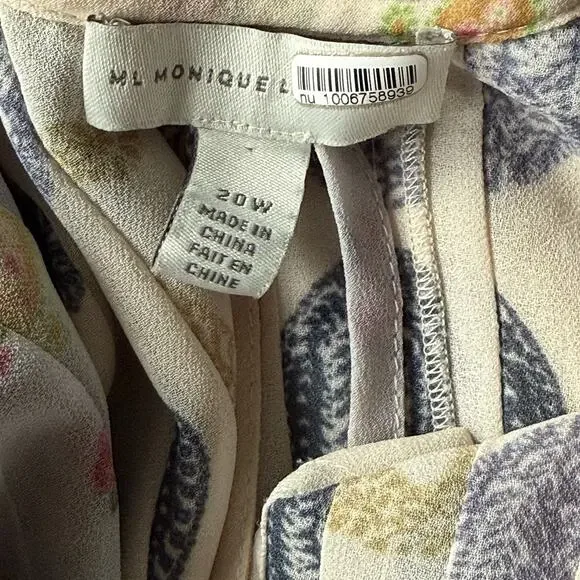 ML MONIQUE L
nu 1006758939
20W
MADE IN
CHINA
FAIT EN
CHINE